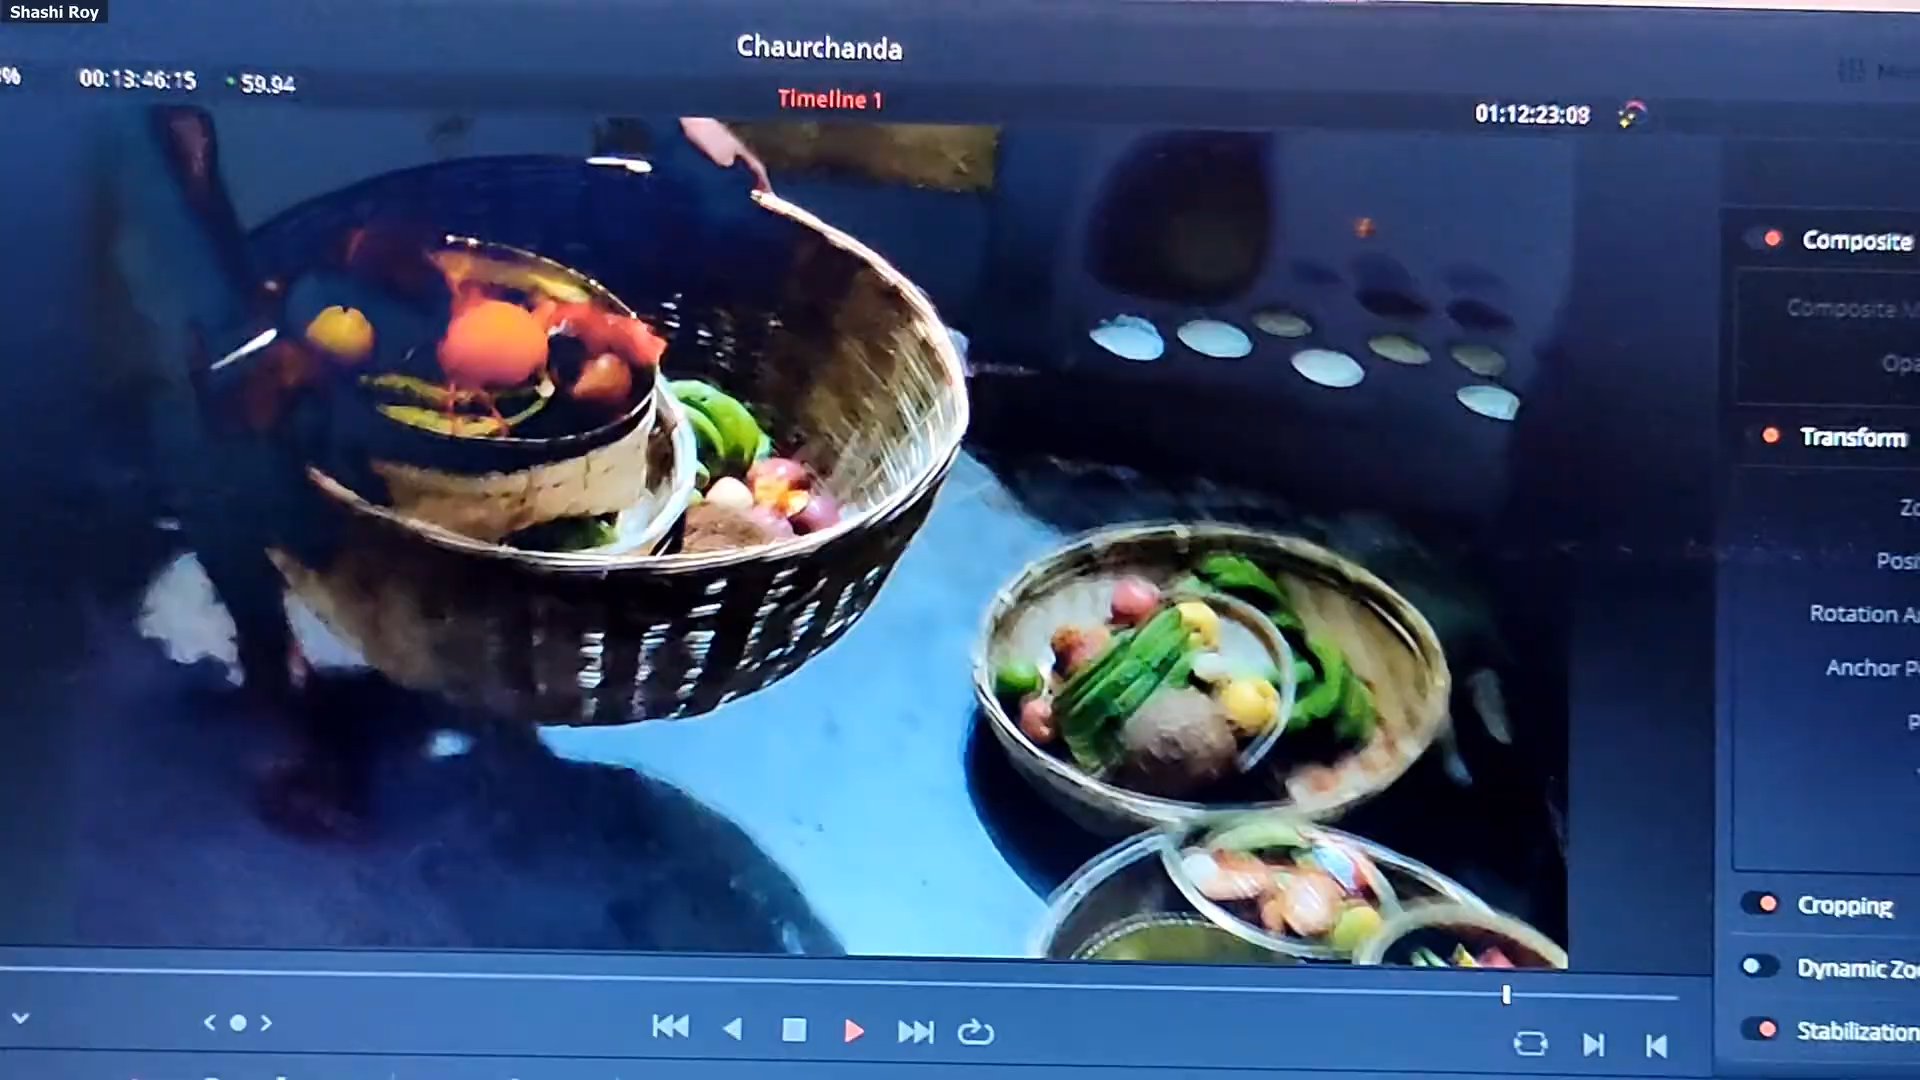 Shashi Roy
Chaurchanda
00:13:46:15
59.94
Timeline 1
01:12:23:08
Composite
Composite
Transform
Rotation
Anchor
Cropping
Dynamic
Stabilization